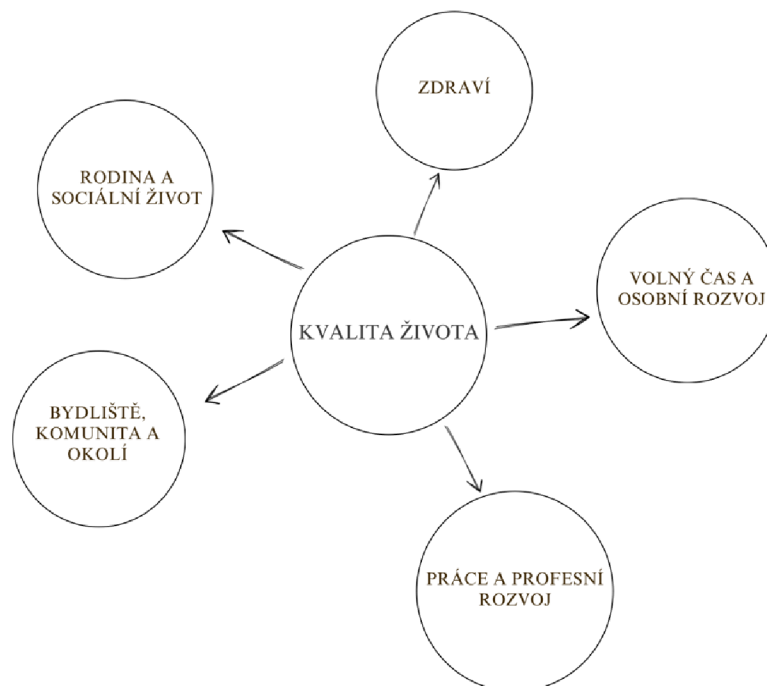 ZDRAVÍ
RODINA A
SOCIÁLNÍ ŽIVOT
VOLNÝ ČAS A
OSOBNÍ ROZVOJ
KVALITA ŽIVOTA
BYDLIŠTĚ,
KOMUNITA A
OKOLÍ
PRÁCE A PROFESNÍ
ROZVOJ